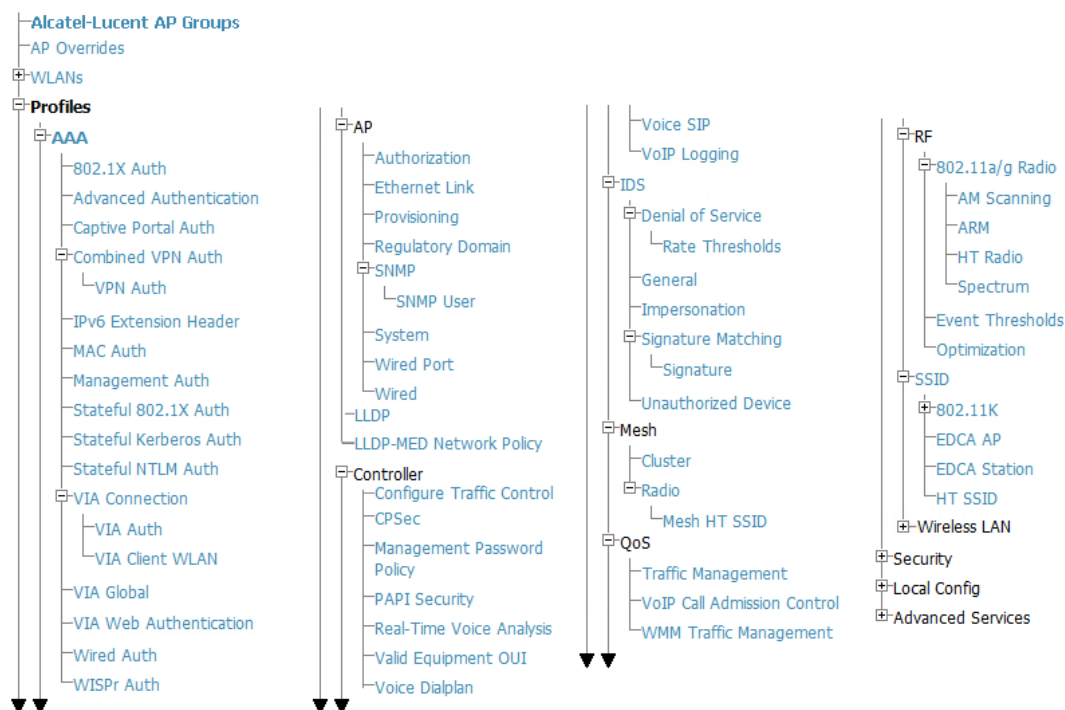 Alcatel-Lucent AP Groups
AP Overrides
WLANs
Profiles
AAA
802.1X Auth
Advanced Authentication
Captive Portal Auth
Combined VPN Auth
VPN Auth
IPv6 Extension Header
MAC Auth
Management Auth
Stateful 802.1X Auth
Stateful Kerberos Auth
Stateful NTLM Auth
VIA Connection
VIA Auth
VIA Client WLAN
VIA Global
VIA Web Authentication
Wired Auth
WISPr Auth
AP
Authorization
Ethernet Link
Provisioning
Regulatory Domain
SNMP
SNMP User
System
Wired Port
Wired
LLDP
LLDP-MED Network Policy
Controller
Configure Traffic Control
CPSec
Management Password
Policy
PAPI Security
Real-Time Voice Analysis
Valid Equipment OUI
Voice Dialplan
Voice SIP
VoIP Logging
IDS
Denial of Service
Rate Thresholds
General
Impersonation
Signature Matching
Signature
Unauthorized Device
Mesh
Cluster
Radio
Mesh HT SSID
QoS
Traffic Management
VoIP Call Admission Control
WMM Traffic Management
RF
802.11a/g Radio
AM Scanning
ARM
HT Radio
Spectrum
Event Thresholds
Optimization
SSID
802.11K
EDCA AP
EDCA Station
HT SSID
Wireless LAN
Security
Local Config
Advanced Services